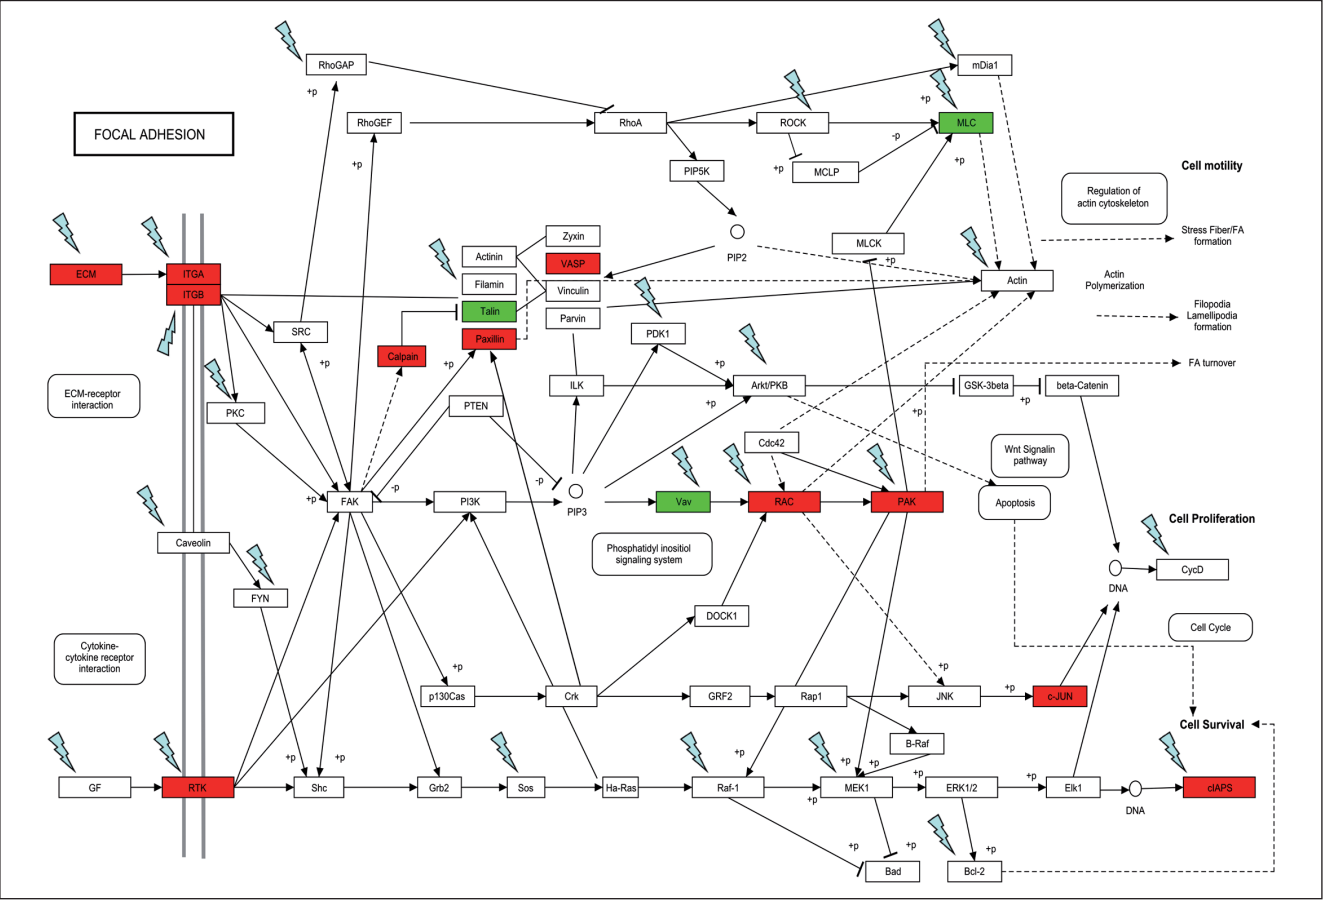 RhoGAP
mDia1
+p
+p
FOCAL ADHESION
RhoGEF
RhoA
ROCK
MLC
-p
+p
+p
+p
PIP5K
MCLP
Cell motility
Regulation of
actin cytoskeleton
Zyxin
Stress Fiber/FA
formation
MLCK
Actinin
PIP2
+p
VASP
ECM
ITGA
Filamin
Vinculin
Actin
Actin
Polymerization
ITGB
Talin
Parvin
Filopodia
Lamellipodia
formation
SRC
PDK1
Paxillin
Calpain
+p
+p
+p
FA turnover
ECM-receptor
interaction
ILK
Arkt/PKB
GSK-3beta
beta-Catenin
+p
PKC
PTEN
+p
+p
Cdc42
Wnt Signalin
pathway
-p
-p
+p
FAK
PI3K
PIP3
Vav
RAC
PAK
Apoptosis
Cell Proliferation
Caveolin
Phosphatidyl inositiol
signaling system
CycD
DNA
FYN
DOCK1
Cell Cycle
Cytokine-
cytokine receptor
interaction
+p
+p
+p
p130Cas
Crk
GRF2
Rap1
JNK
c-JUN
Cell Survival
B-Raf
+p
+p
+p
+p
+p
+p
+p
GF
RTK
Shc
Grb2
Sos
Ha-Ras
Raf-1
MEK1
ERK1/2
Elk1
cIAPS
+p
DNA
+p
+p
+p
Bad
Bcl-2